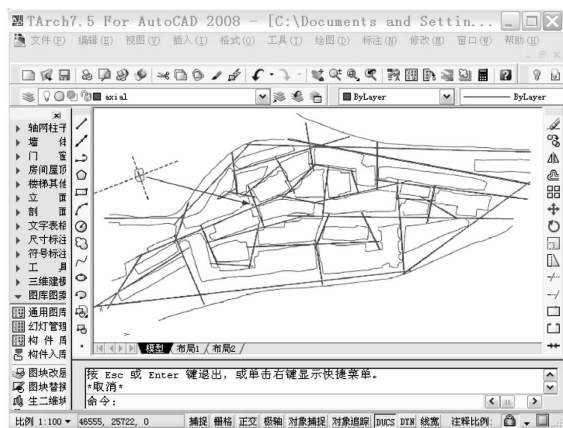 TArch7.5 For AutoCAD 2008 - [C:\Documents and Settin...
文件(F) 编辑(E) 视图(V) 插入(I) 格式(O) 工具(T) 绘图(D) 标注(N) 修改(M) 窗口(W) 帮助(H)
axial ByLayer ByLayer
轴网柱子
墙 体
门 窗
房间屋顶
楼梯其他
立 面
剖 面
文字表格
尺寸标注
符号标注
工 具
三维建模
图库图案
通用图库
幻灯管理
构件库
构件入库
图块改层
图块替换
生二维块
模型 布局1 布局2
按 Esc 或 Enter 键退出，或单击右键显示快捷菜单。
*取消*
命令:
比例 1:100 46555, 25722, 0 捕捉 栅格 正交 极轴 对象捕捉 对象追踪 DUCS DYN 线宽 注释比例: